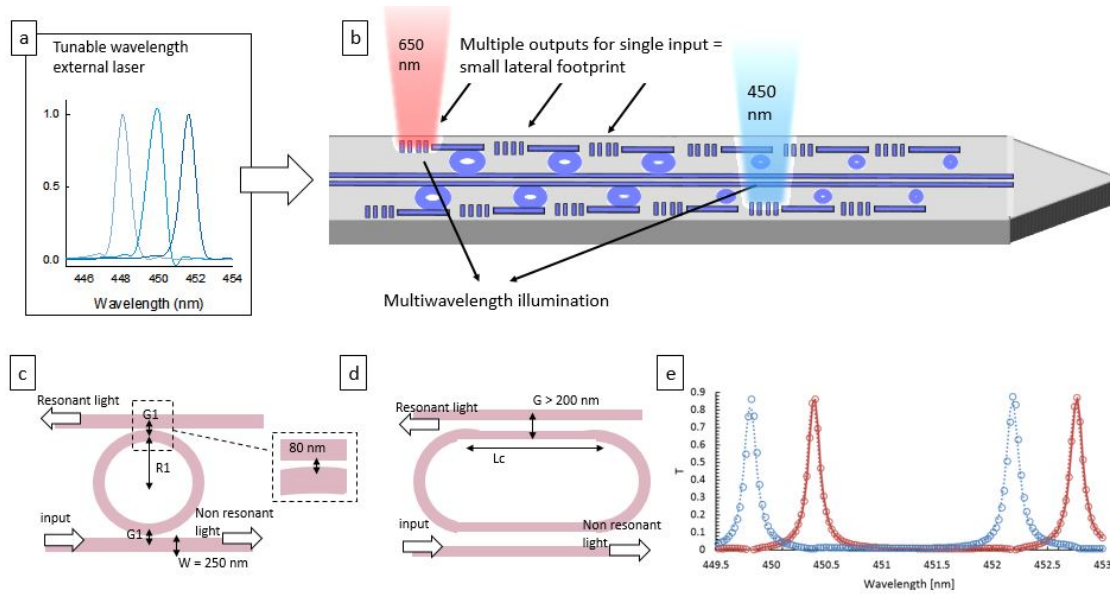 a
Tunable wavelength
external laser
1.0
0.5
0.0
446 448 450 452 454
Wavelength (nm)
b
650
nm
Multiple outputs for single input =
small lateral footprint
450
nm
Multiwavelength illumination
c
Resonant light
G1
R1
80 nm
input
G1
Non resonant
light
W = 250 nm
d
Resonant light
G > 200 nm
Lc
input
Non resonant
light
e
0.9
0.8
0.7
0.6
0.5
0.4
0.3
0.2
0.1
0
T
449.5 450 450.5 451 451.5 452 452.5 453
Wavelength [nm]